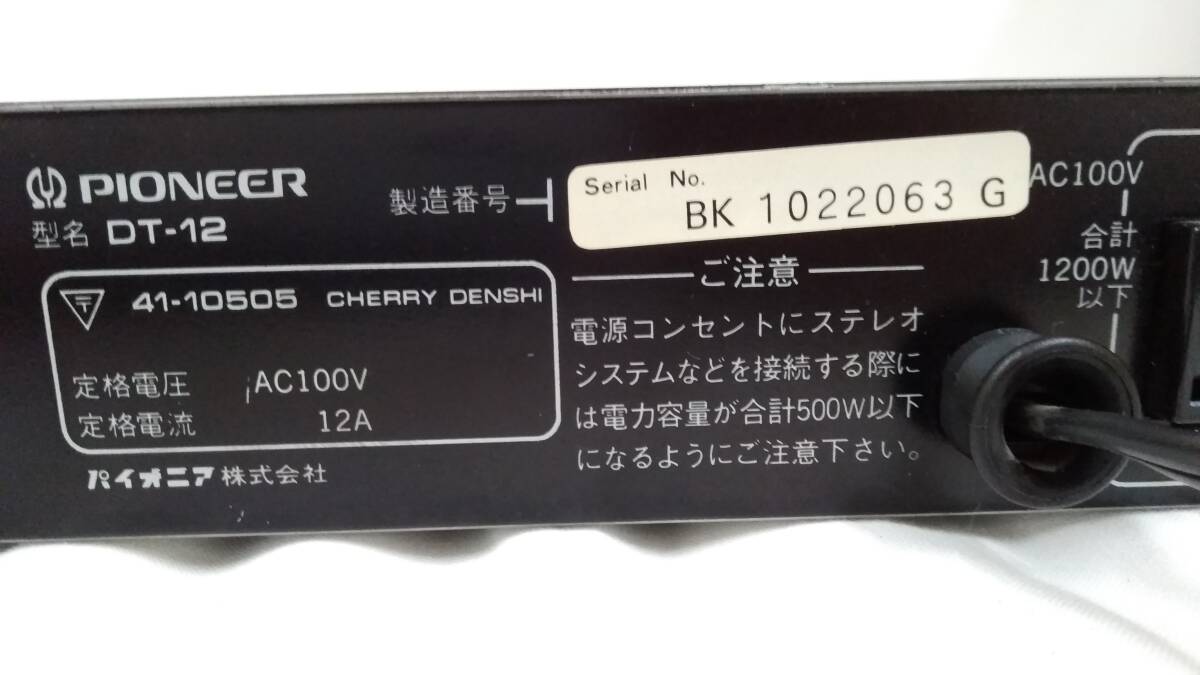 PIONEER
型名 DT-12
製造番号
Serial No.
BK 1022063 G
〒 41-10505 CHERRY DENSHI
定格電圧 AC100V
定格電流 12A
パイオニア株式会社
ご注意
電源コンセントにステレオ
システムなどを接続する際に
は電力容量が合計500W以下
になるようにご注意下さい。
AC100V
合計
1200W
以下